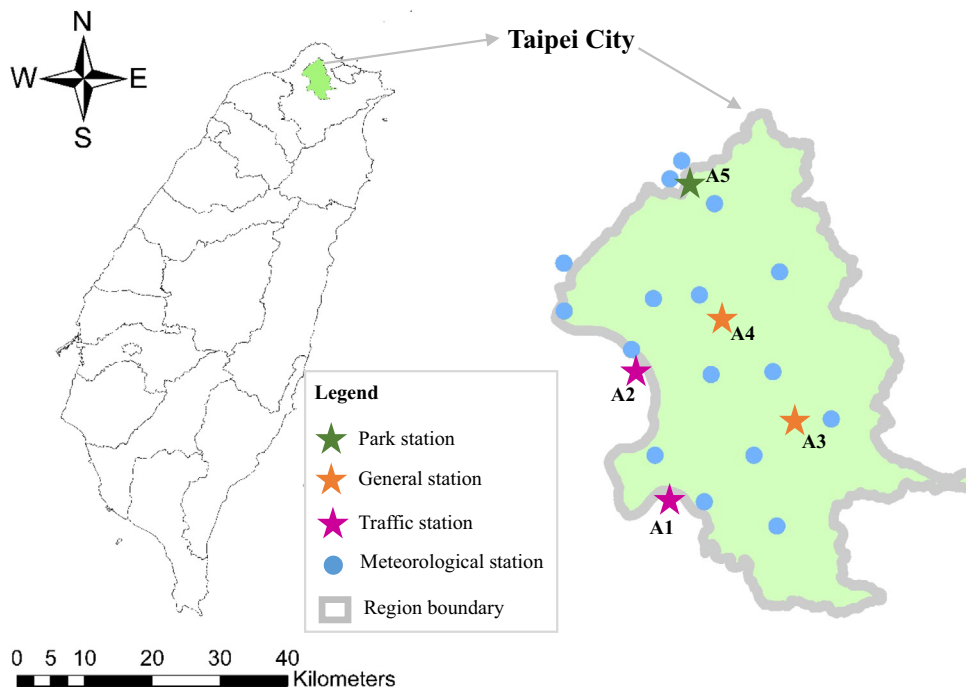 N
Taipei City
W
E
S
A5
A4
A2
A3
A1
Legend
Park station
General station
Traffic station
Meteorological station
Region boundary
0 5 10 20 30 40
Kilometers